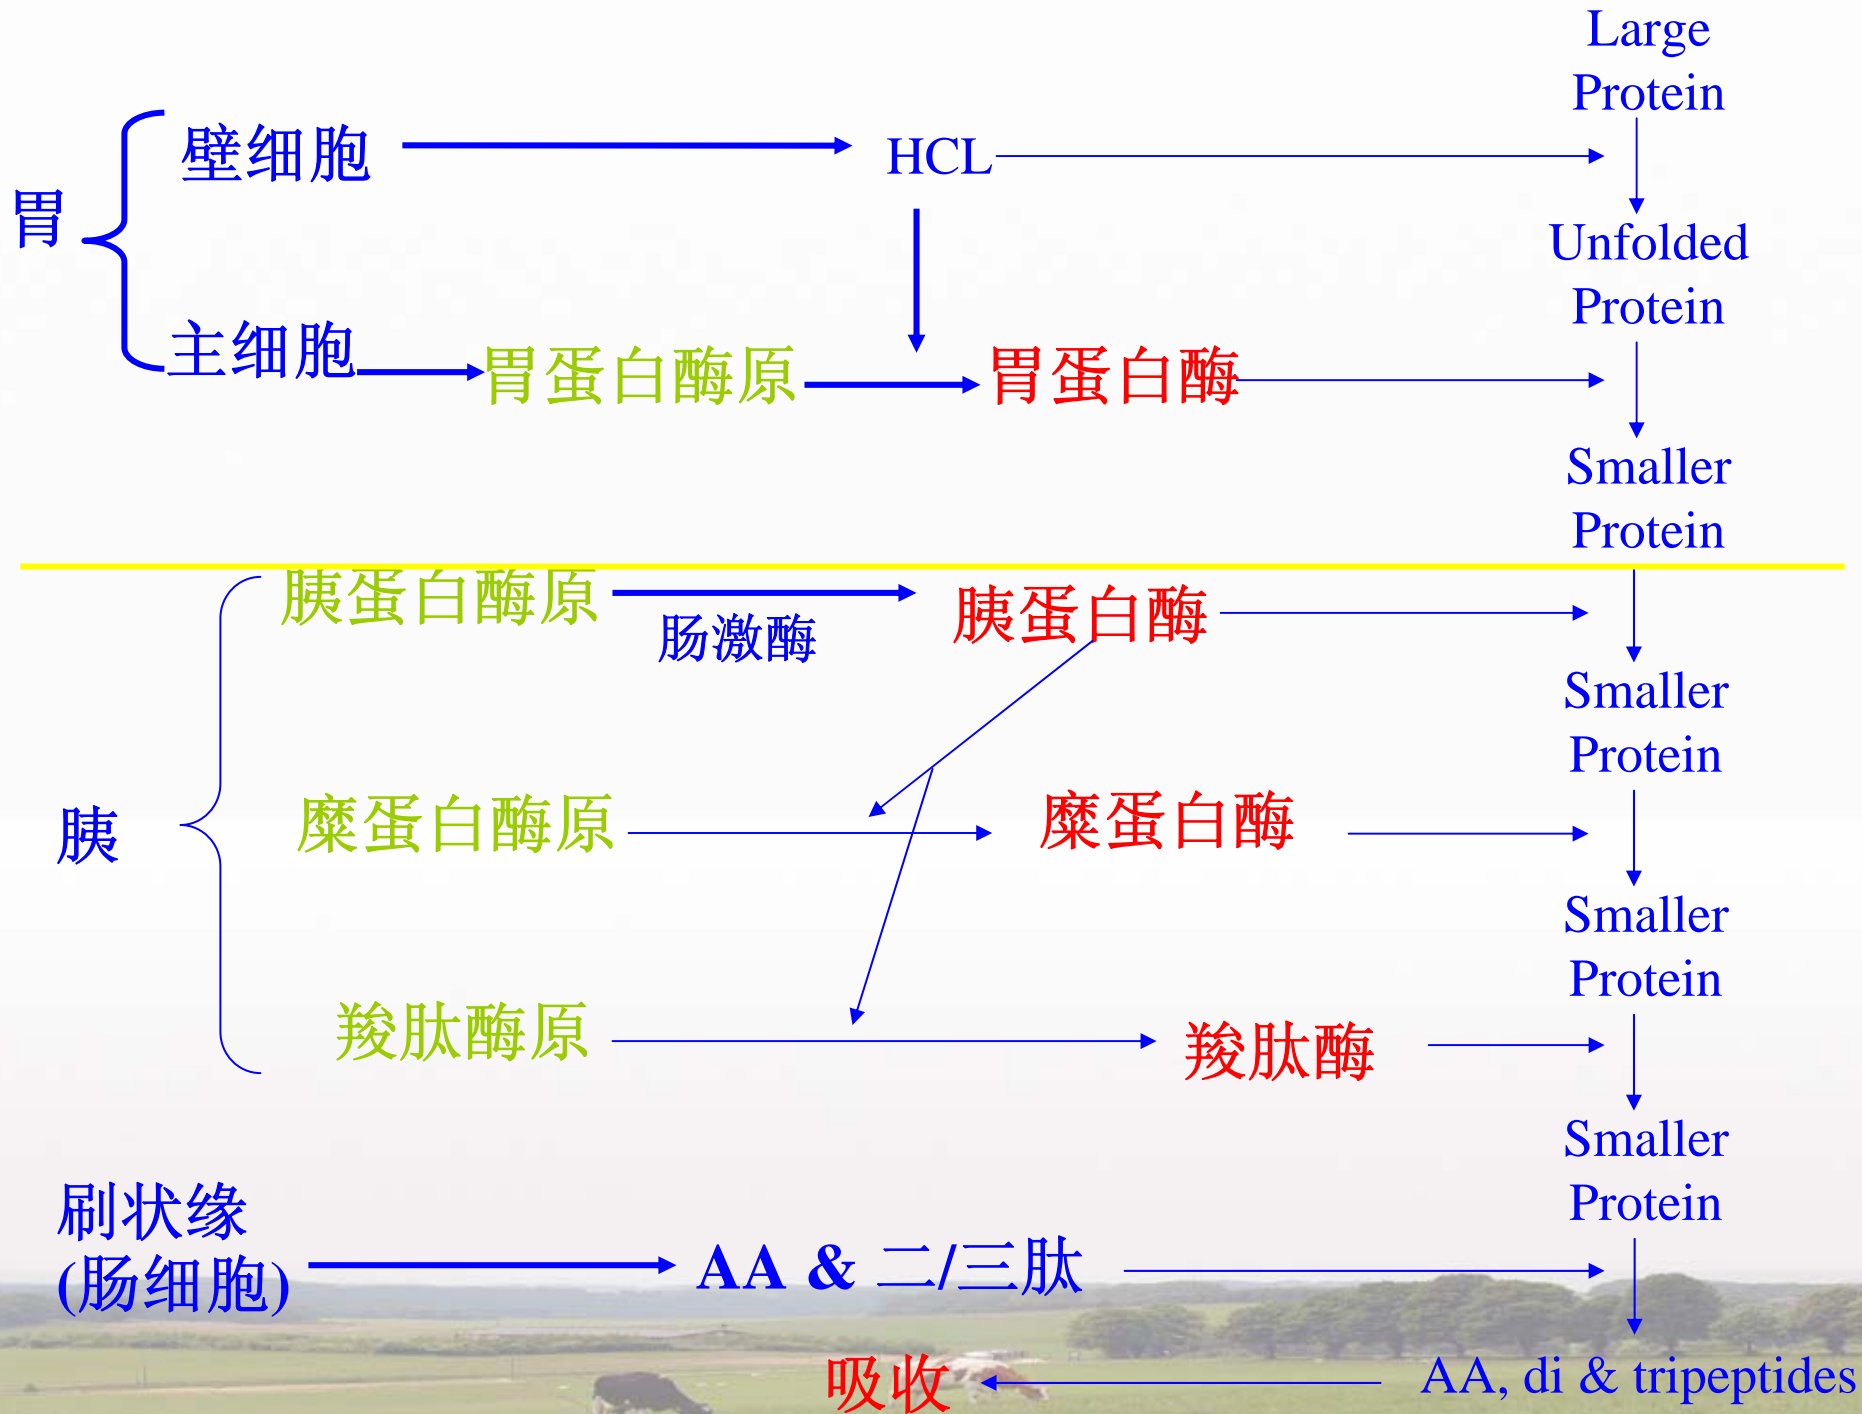 Large
Protein
壁细胞
HCL
胃
Unfolded
Protein
主细胞
胃蛋白酶原
胃蛋白酶
Smaller
Protein
胰蛋白酶原
肠激酶
胰蛋白酶
Smaller
Protein
胰
糜蛋白酶原
糜蛋白酶
Smaller
Protein
羧肽酶原
羧肽酶
Smaller
Protein
刷状缘
(肠细胞)
AA & 二/三肽
吸收
AA, di & tripeptides